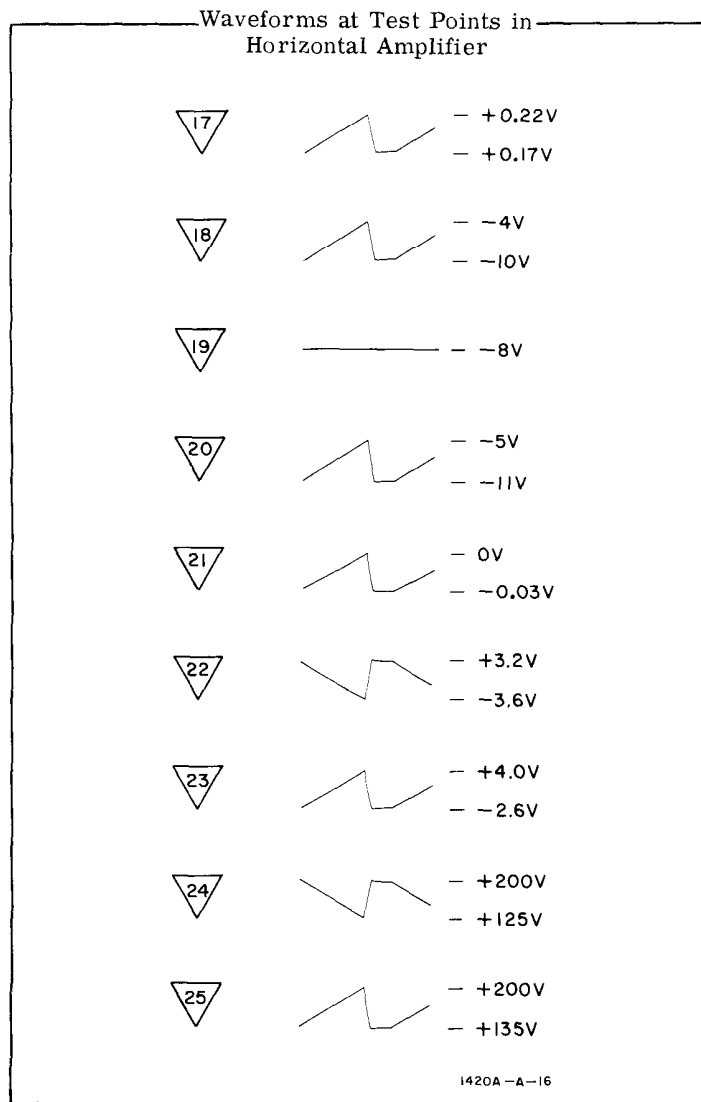 Waveforms at Test Points in
Horizontal Amplifier
17 – +0.22V
– +0.17V
18 – –4V
– –10V
19 – –8V
20 – –5V
– –11V
21 – 0V
– –0.03V
22 – +3.2V
– –3.6V
23 – +4.0V
– –2.6V
24 – +200V
– +125V
25 – +200V
– +135V
1420A–A–16